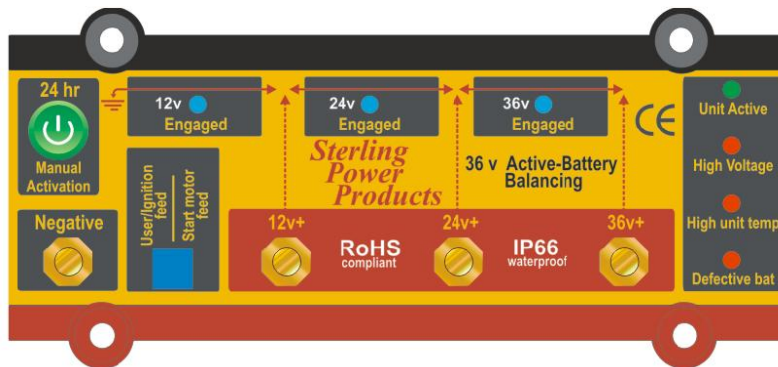 24 hr
Manual
Activation
12v
Engaged
24v
Engaged
36v
Engaged
CE
Unit Active
High Voltage
High unit temp
Defective bat
Sterling
Power
Products
36 v Active-Battery
Balancing
User/Ignition
feed
Start motor
feed
Negative
12v+
24v+
36v+
RoHS
compliant
IP66
waterproof